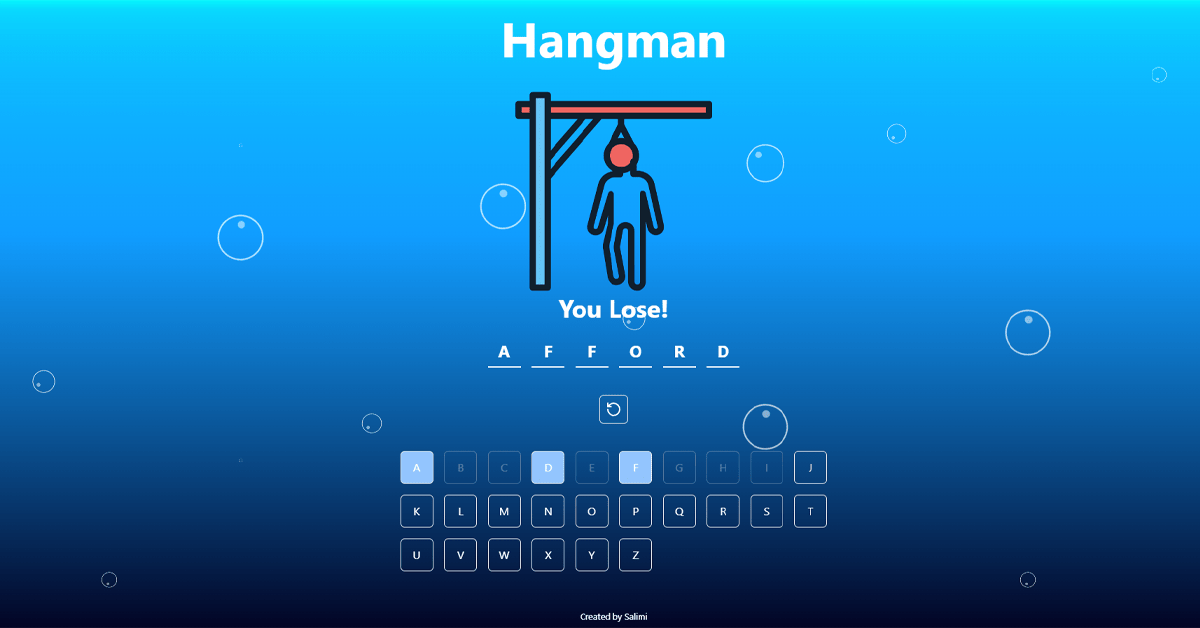 Hangman
You Lose!
A F F O R D
A B C D E F G H I J
K L M N O P Q R S T
U V W X Y Z
Created by Salimi